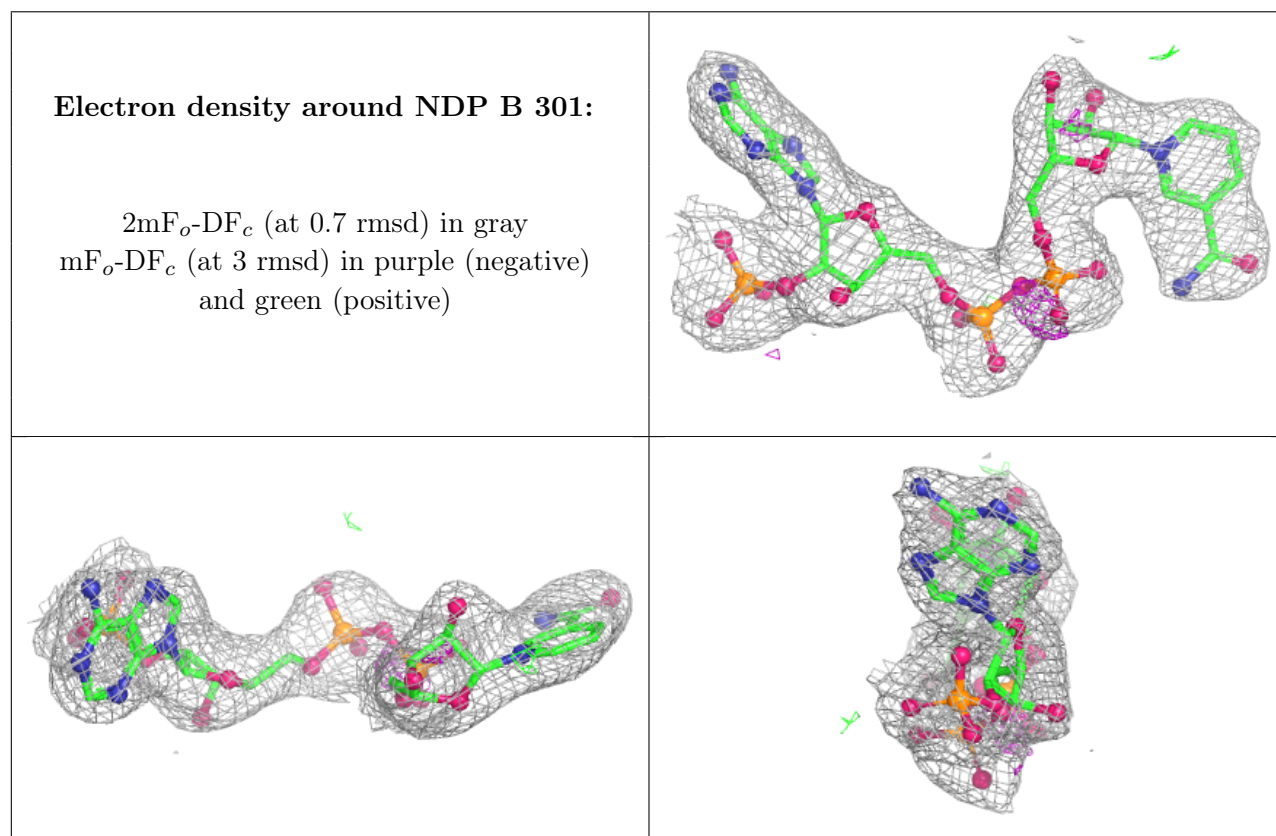 Electron density around NDP B 301:
2mFₒ-DF𝒸 (at 0.7 rmsd) in gray
mFₒ-DF𝒸 (at 3 rmsd) in purple (negative)
and green (positive)